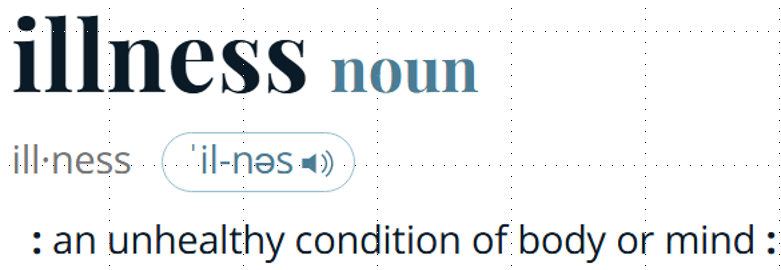 illness noun
ill·ness ˈil-nəs
: an unhealthy condition of body or mind :